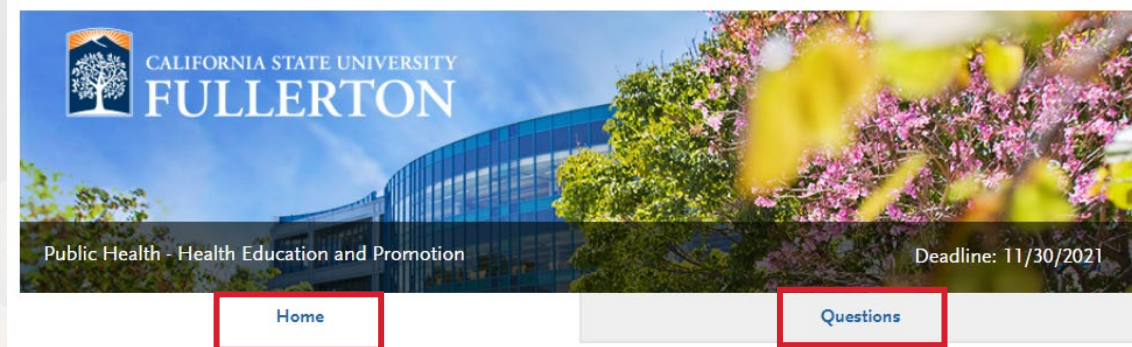 CALIFORNIA STATE UNIVERSITY
FULLERTON
Public Health - Health Education and Promotion
Deadline: 11/30/2021
Home
Questions